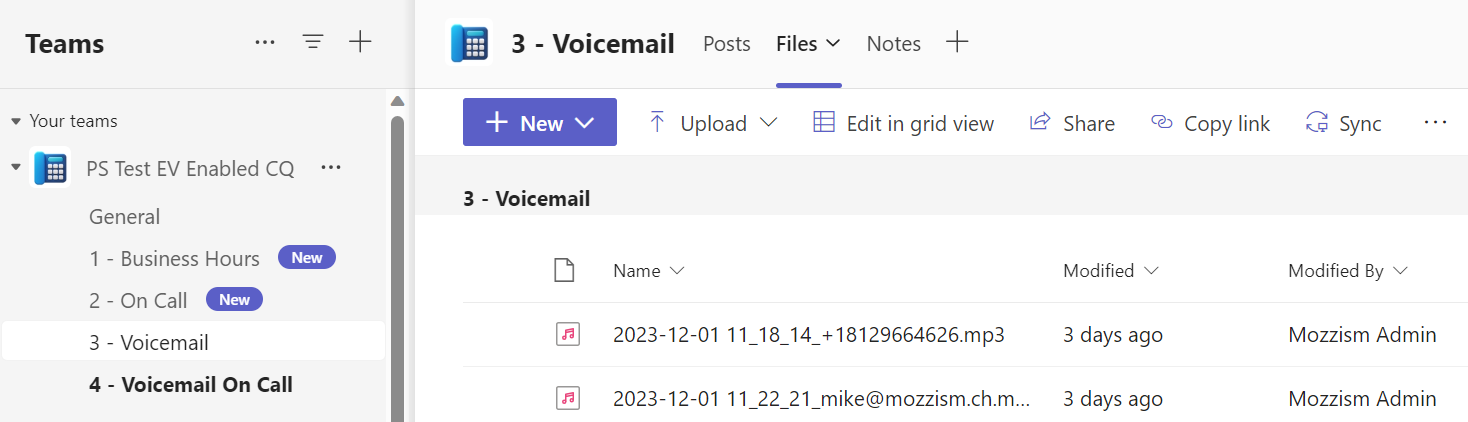 Teams
Your teams
PS Test EV Enabled CQ
General
1 - Business Hours New
2 - On Call New
3 - Voicemail
4 - Voicemail On Call
3 - Voicemail Posts Files Notes
New Upload Edit in grid view Share Copy link Sync
3 - Voicemail
Name Modified Modified By
2023-12-01 11_18_14_+18129664626.mp3 3 days ago Mozzism Admin
2023-12-01 11_22_21_mike@mozzism.ch.m... 3 days ago Mozzism Admin